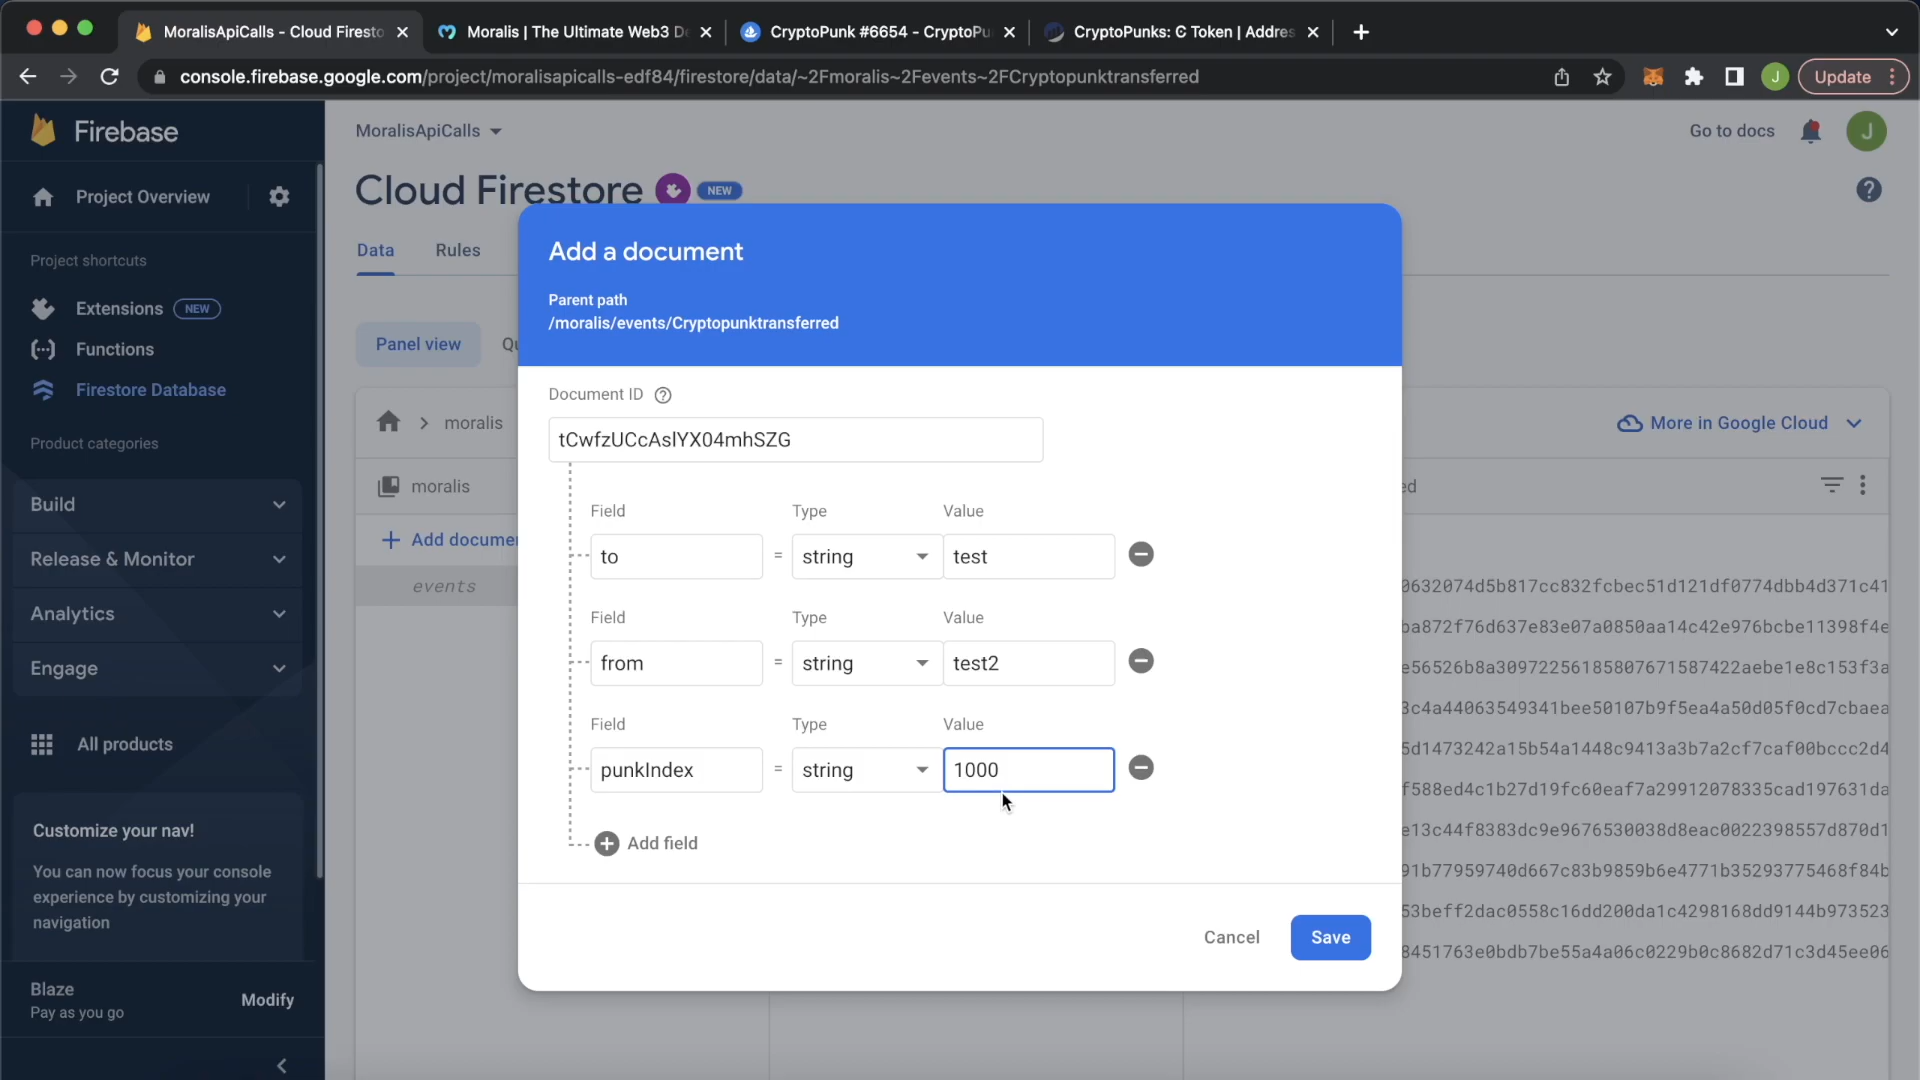 MoralisApiCalls - Cloud Firesto
Moralis | The Ultimate Web3 D
CryptoPunk #6654 - CryptoPu
CryptoPunks: Ͼ Token | Addres
console.firebase.google.com/project/moralisapicalls-edf84/firestore/data/~2Fmoralis~2Fevents~2FCryptopunktransferred
J
Update
Firebase
MoralisApiCalls
Go to docs
J
Project Overview
Cloud Firestore
NEW
Data
Rules
Project shortcuts
Extensions
NEW
Functions
Firestore Database
Product categories
Build
Release & Monitor
Analytics
Engage
All products
Customize your nav!
You can now focus your console
experience by customizing your
navigation
Blaze
Pay as you go
Modify
Panel view
Qu
moralis
More in Google Cloud
moralis
Add documen
events
Add a document
Parent path
/moralis/events/Cryptopunktransferred
Document ID
tCwfzUCcAslYX04mhSZG
Field
Type
Value
to
=
string
test
Field
Type
Value
from
=
string
test2
Field
Type
Value
punkIndex
=
string
1000
Add field
Cancel
Save
ed
0632074d5b817cc832fcbec51d121df0774dbb4d371c41
ba872f76d637e83e07a0850aa14c42e976bcbe11398f4e
e56526b8a30972256185807671587422aebe1e8c153f3a
3c4a44063549341bee50107b9f5ea4a50d05f0cd7cbaea
5d1473242a15b54a1448c9413a3b7a2cf7caf00bccc2d4
f588ed4c1b27d19fc60eaf7a29912078335cad197631da
e13c44f8383dc9e9676530038d8eac0022398557d870d1
91b77959740d667c83b9859b6e4771b35293775468f84b
53beff2dac0558c16dd200da1c4298168dd9144b973523
8451763e0bdb7be55a4a06c0229b0c8682d71c3d45ee06